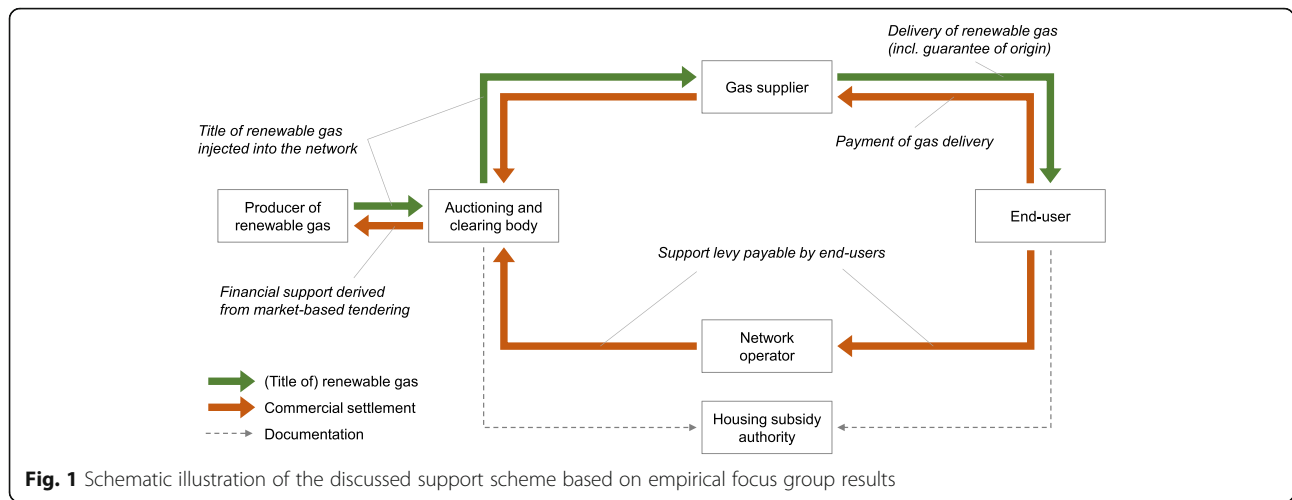 Delivery of renewable gas
(incl. guarantee of origin)
Gas supplier
Title of renewable gas
injected into the network
Payment of gas delivery
Producer of
renewable gas
Auctioning and
clearing body
End-user
Support levy payable by end-users
Financial support derived
from market-based tendering
Network
operator
(Title of) renewable gas
Commercial settlement
Documentation
Housing subsidy
authority
Fig. 1 Schematic illustration of the discussed support scheme based on empirical focus group results